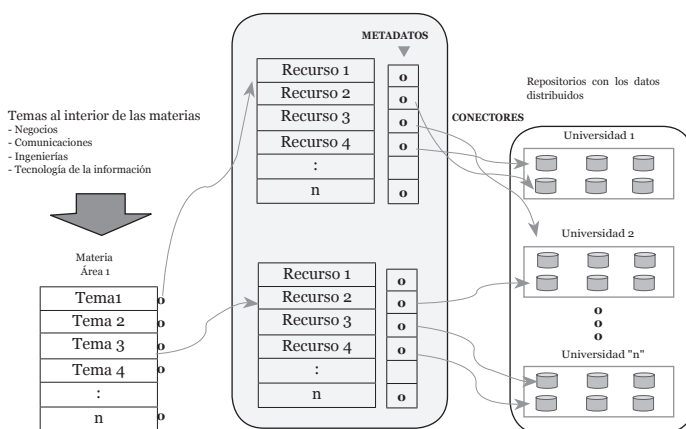 Temas al interior de las materias
- Negocios
- Comunicaciones
- Ingenierías
- Tecnología de la información
Materia
Área 1
Tema1 o
Tema 2 o
Tema 3
Tema 4 o
:
n o
METADATOS
Recurso 1 o
Recurso 2 o
Recurso 3 o
Recurso 4 o
:
n o
Recurso 1 o
Recurso 2 o
Recurso 3 o
Recurso 4 o
:
n o
CONECTORES
Repositorios con los datos
distribuidos
Universidad 1
Universidad 2
o
o
o
Universidad "n"